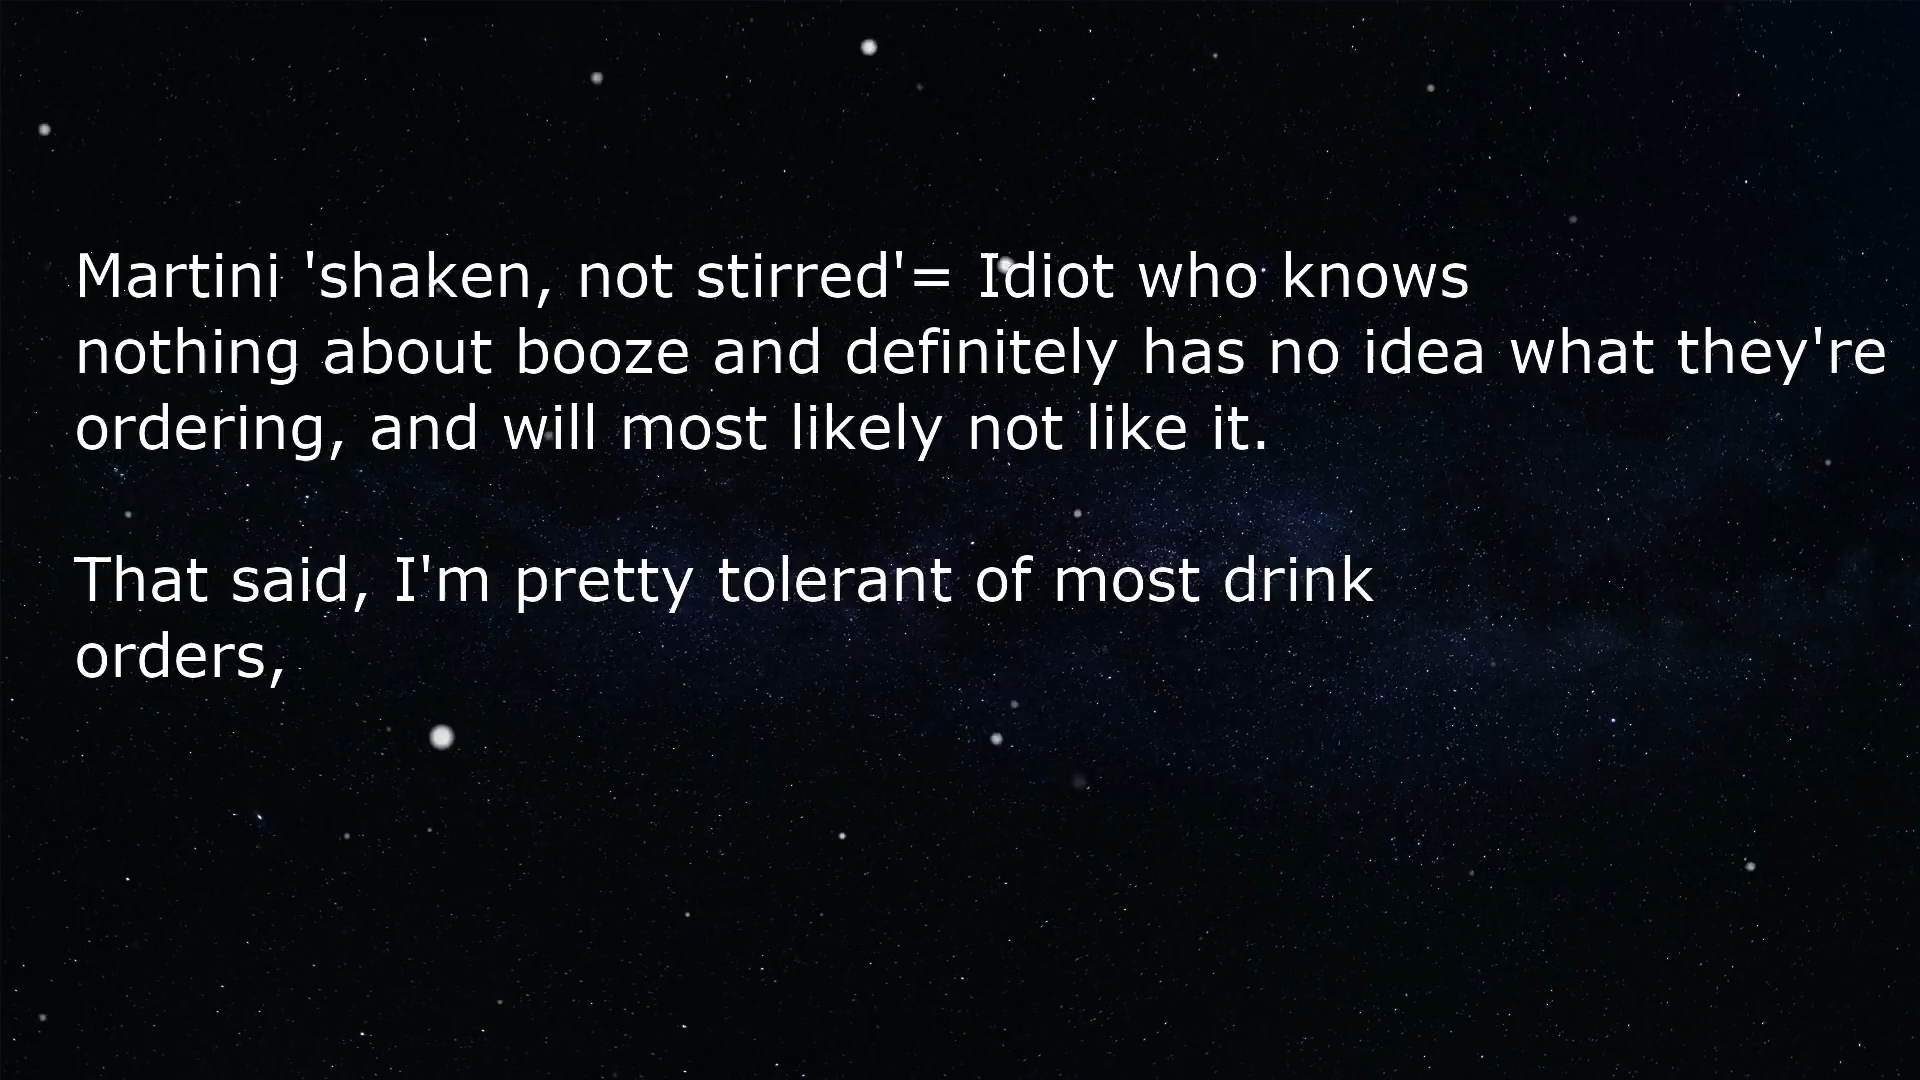 Martini 'shaken, not stirred'= Idiot who knows
nothing about booze and definitely has no idea what they're
ordering, and will most likely not like it.
That said, I'm pretty tolerant of most drink
orders,